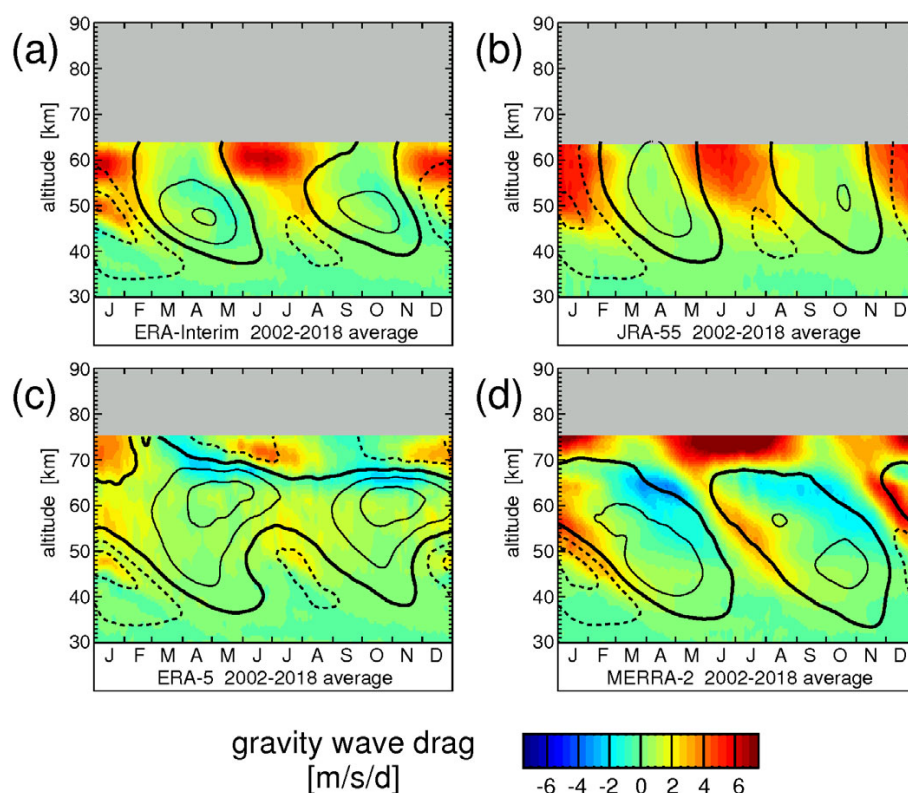 (a)
90
80
70
60
50
40
30
altitude [km]
J F M A M J J A S O N D
ERA-Interim 2002-2018 average
(b)
90
80
70
60
50
40
30
altitude [km]
J F M A M J J A S O N D
JRA-55 2002-2018 average
(c)
90
80
70
60
50
40
30
altitude [km]
J F M A M J J A S O N D
ERA-5 2002-2018 average
(d)
90
80
70
60
50
40
30
altitude [km]
J F M A M J J A S O N D
MERRA-2 2002-2018 average
gravity wave drag
[m/s/d]
-6 -4 -2 0 2 4 6